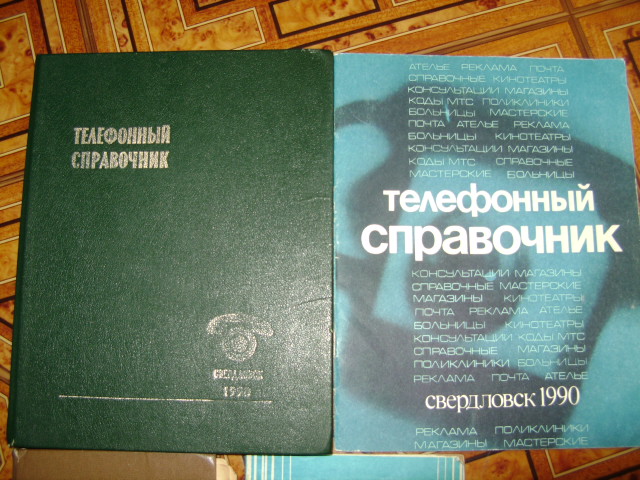 ТЕЛЕФОННЫЙ
СПРАВОЧНИК
СВЕРДЛОВСК
1990
АТЕЛЬЕ РЕКЛАМА ПОЧТА
СПРАВОЧНЫЕ КИНОТЕАТРЫ
КОНСУЛЬТАЦИИ МАГАЗИНЫ
КОДЫ МТС ПОЛИКЛИНИКИ
БОЛЬНИЦЫ МАСТЕРСКИЕ
ПОЧТА АТЕЛЬЕ РЕКЛАМА
БОЛЬНИЦЫ КИНОТЕАТРЫ
КОНСУЛЬТАЦИИ МАГАЗИНЫ
КОДЫ МТС СПРАВОЧНЫЕ
МАСТЕРСКИЕ БОЛЬНИЦЫ
телефонный
справочник
КОНСУЛЬТАЦИИ МАГАЗИНЫ
СПРАВОЧНЫЕ МАСТЕРСКИЕ
МАГАЗИНЫ КИНОТЕАТРЫ
ПОЧТА РЕКЛАМА АТЕЛЬЕ
БОЛЬНИЦЫ КИНОТЕАТРЫ
КОНСУЛЬТАЦИИ КОДЫ МТС
СПРАВОЧНЫЕ МАГАЗИНЫ
ПОЛИКЛИНИКИ БОЛЬНИЦЫ
РЕКЛАМА ПОЧТА АТЕЛЬЕ
свердловск 1990
РЕКЛАМА ПОЛИКЛИНИКИ
МАГАЗИНЫ МАСТЕРСКИЕ